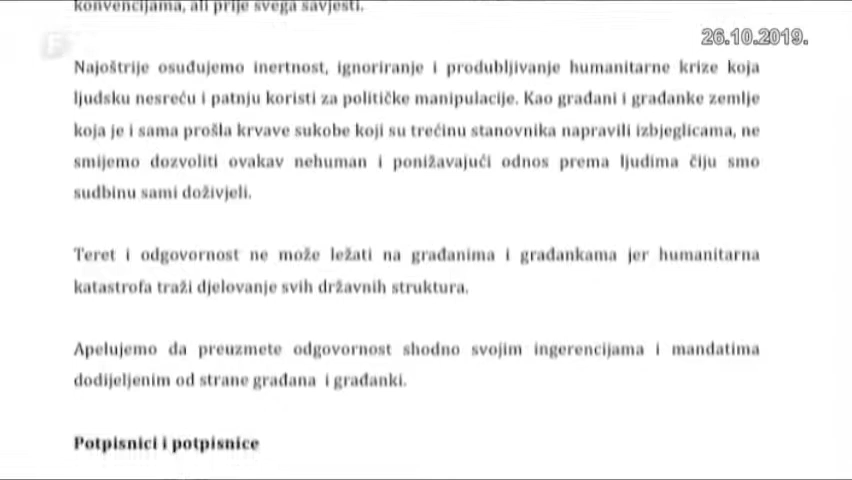 konvencijama, ali prije svega savjesti.
26.10.2019.
Najoštrije osuđujemo inertnost, ignoriranje i produbljivanje humanitarne krize koja
ljudsku nesreću i patnju koristi za političke manipulacije. Kao građani i građanke zemlje
koja je i sama prošla krvave sukobe koji su trećinu stanovnika napravili izbjeglicama, ne
smijemo dozvoliti ovakav nehuman i ponižavajući odnos prema ljudima čiju smo
sudbinu sami doživjeli.
Teret i odgovornost ne može ležati na građanima i građankama jer humanitarna
katastrofa traži djelovanje svih državnih struktura.
Apelujemo da preuzmete odgovornost shodno svojim ingerencijama i mandatima
dodijeljenim od strane građana i građanki.
Potpisnici i potpisnice